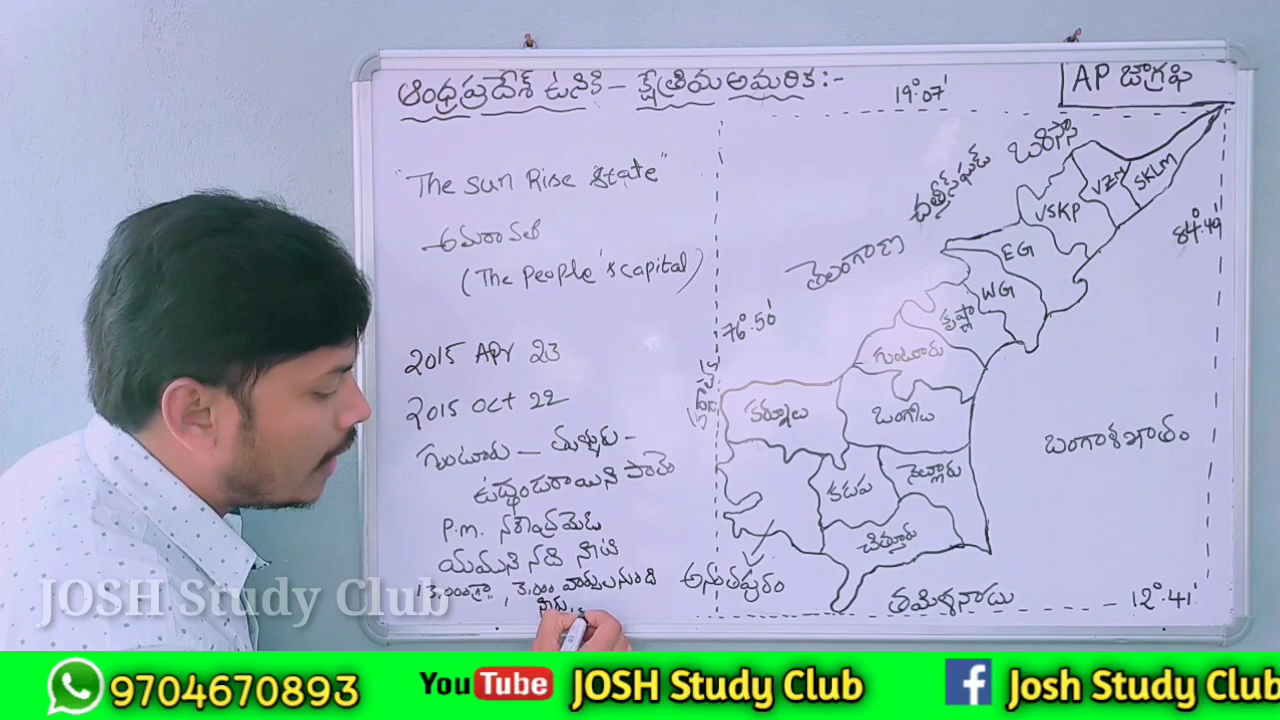 ఆంధ్రప్రదేశ్ ఉనికి - క్షేత్రీయ అమరిక:-
AP జాగ్రఫి
19°07'
"The Sun Rise State"
అమరావతి
(The People's capital)
2015 APr 23
2015 Oct 22
గుంటూరు - తుళ్ళూరు -
ఉద్ధండరాయుని పాలెం
P.m. నరేంద్రమోడి
యమున నది నీటి
నుండి
ఒరిస్సా
ఛత్తీస్‌ఘడ్
తెలంగాణ
76°.50'
84°.49'
SKLM
VZM
VSKP
EG
WG
కృష్ణా
గుంటూరు
ఒంగోలు
కర్నూలు
నెల్లూరు
కడప
చిత్తూరు
అనంతపురం
బంగాళఖాతం
తమిళనాడు
12°.41'
JOSH Study Club
9704670893
YouTube JOSH Study Club
f Josh Study Club